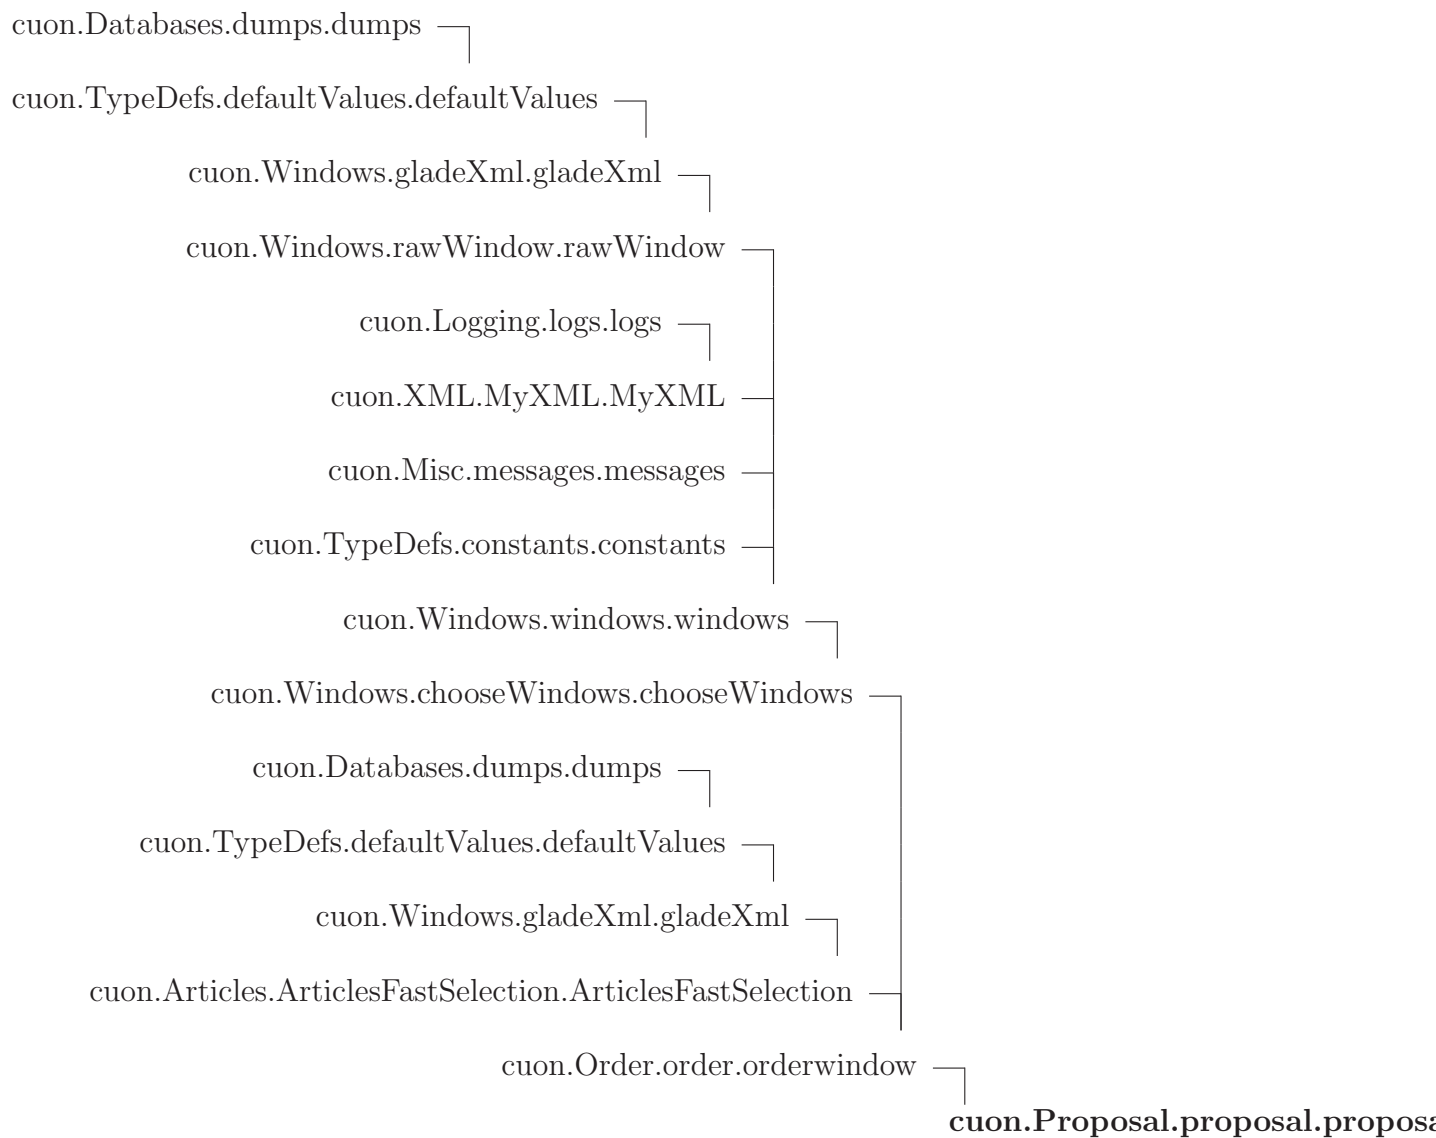 cuon.Databases.dumps.dumps
cuon.TypeDefs.defaultValues.defaultValues
cuon.Windows.gladeXml.gladeXml
cuon.Windows.rawWindow.rawWindow
cuon.Logging.logs.logs
cuon.XML.MyXML.MyXML
cuon.Misc.messages.messages
cuon.TypeDefs.constants.constants
cuon.Windows.windows.windows
cuon.Windows.chooseWindows.chooseWindows
cuon.Databases.dumps.dumps
cuon.TypeDefs.defaultValues.defaultValues
cuon.Windows.gladeXml.gladeXml
cuon.Articles.ArticlesFastSelection.ArticlesFastSelection
cuon.Order.order.orderwindow
cuon.Proposal.proposal.proposa